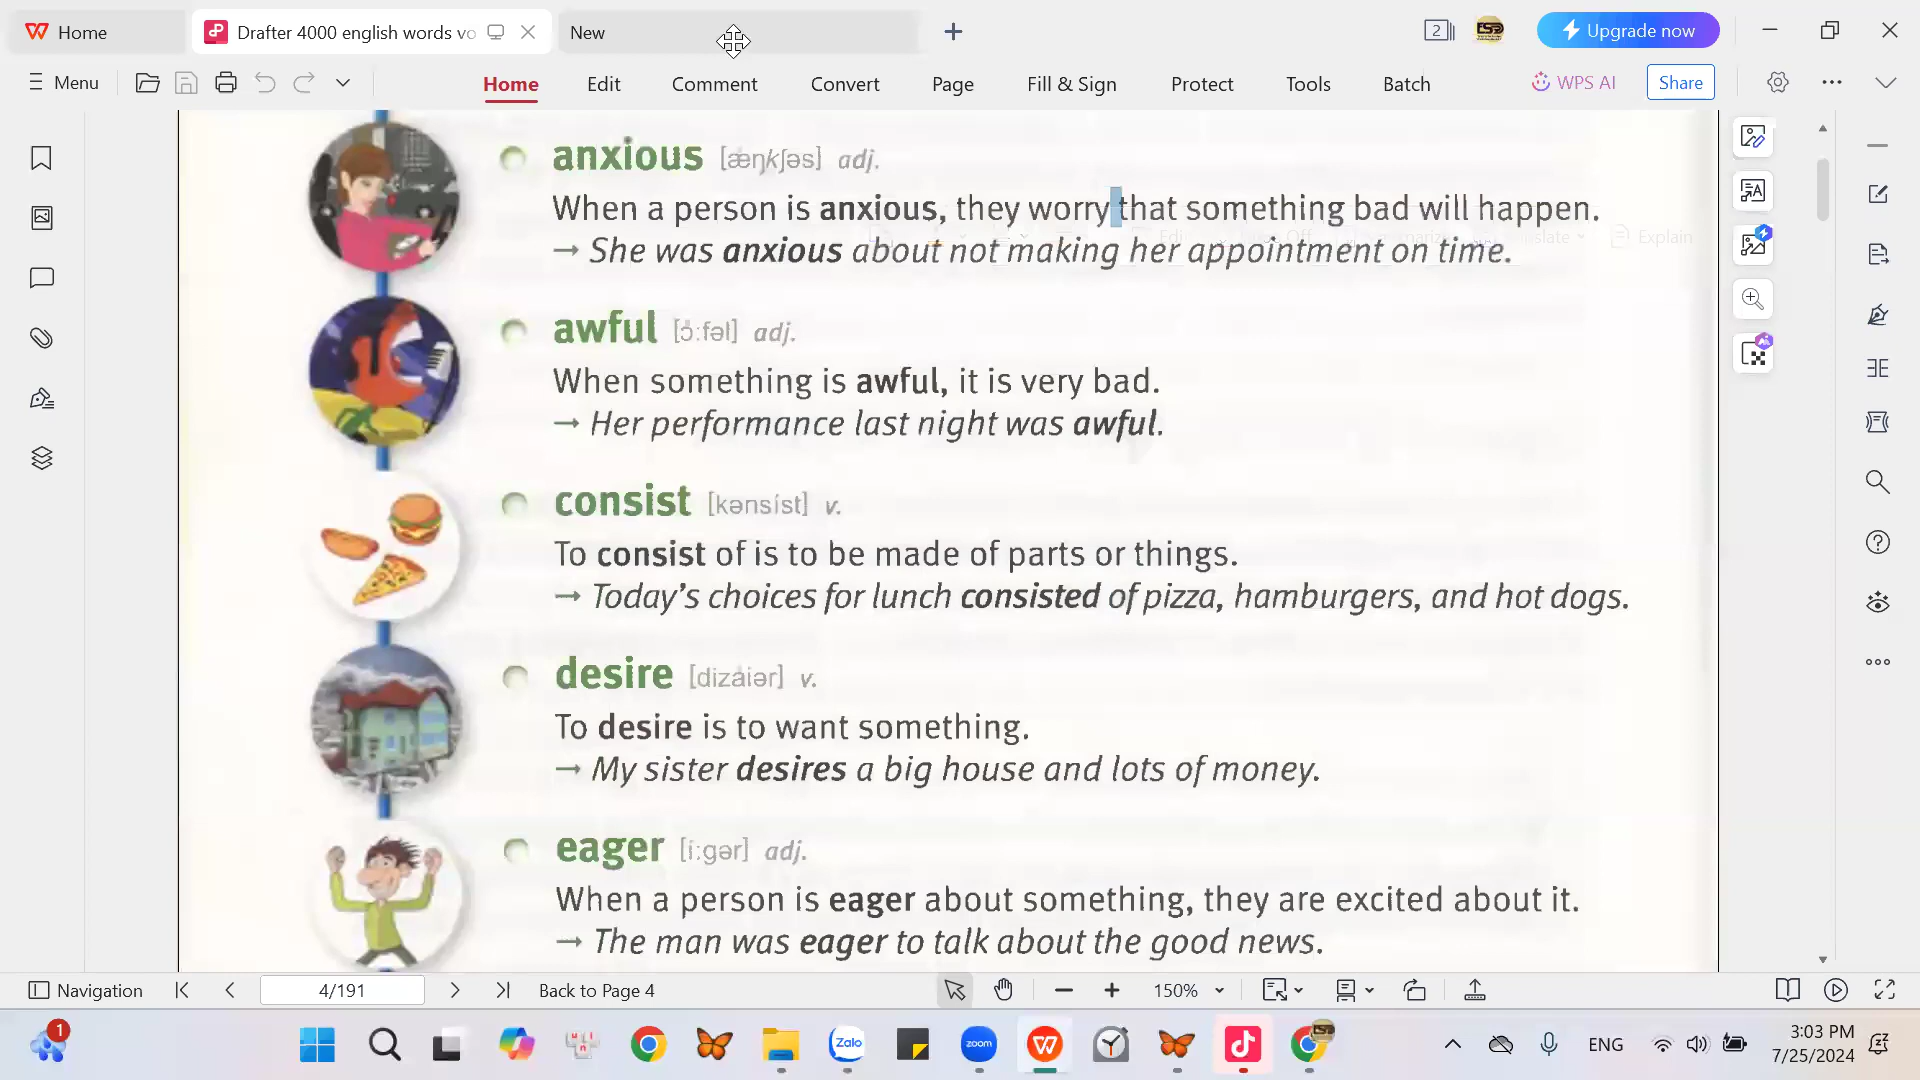 Home
Drafter 4000 english words vo
New
2
Upgrade now
Menu
Home Edit Comment Convert Page Fill & Sign Protect Tools Batch
WPS AI
Share
anxious [ǽŋkʃəs] adj.
When a person is anxious, they worry that something bad will happen.
→ She was anxious about not making her appointment on time.
Explain
awful [ɔ́:fəl] adj.
When something is awful, it is very bad.
→ Her performance last night was awful.
consist [kənsíst] v.
To consist of is to be made of parts or things.
→ Today's choices for lunch consisted of pizza, hamburgers, and hot dogs.
desire [dizáiər] v.
To desire is to want something.
→ My sister desires a big house and lots of money.
eager [í:gər] adj.
When a person is eager about something, they are excited about it.
→ The man was eager to talk about the good news.
Navigation
4/191
Back to Page 4
150%
1
Zalo
zoom
ENG
3:03 PM
7/25/2024